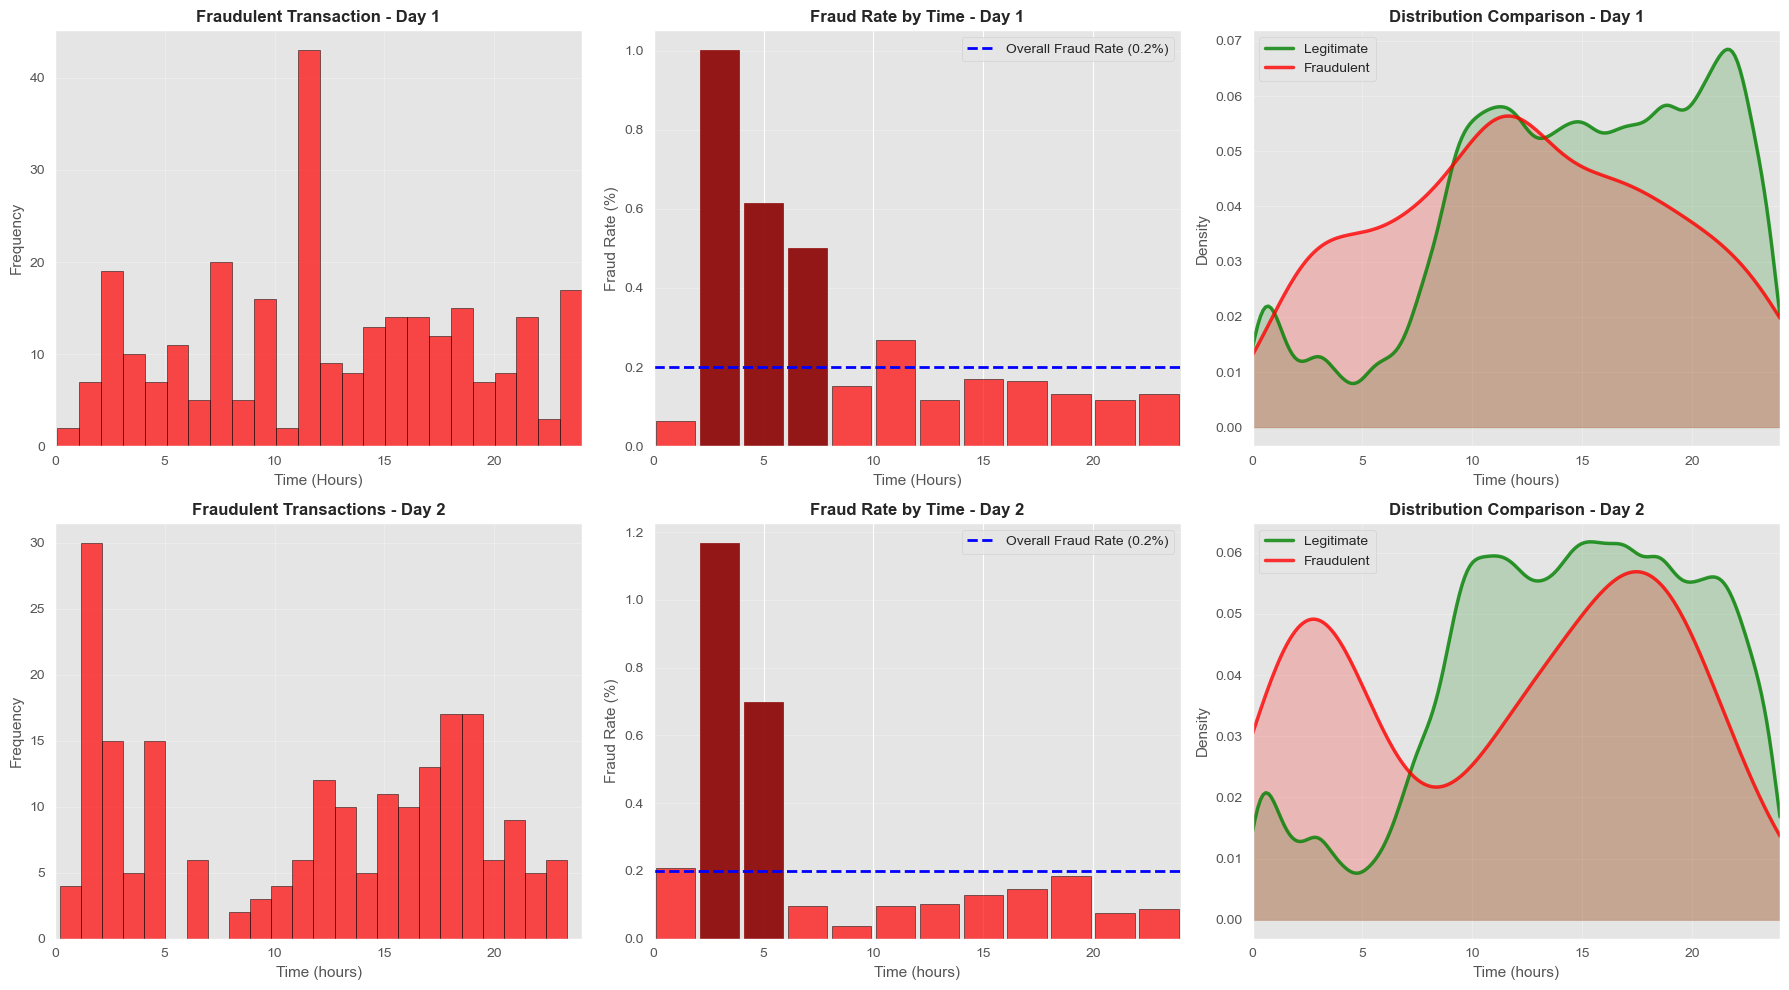 Fraudulent Transaction - Day 1
Frequency
40
30
20
10
0
0 5 10 15 20
Time (Hours)
Fraud Rate by Time - Day 1
Overall Fraud Rate (0.2%)
Fraud Rate (%)
1.0
0.8
0.6
0.4
0.2
0.0
0 5 10 15 20
Time (Hours)
Distribution Comparison - Day 1
Legitimate
Fraudulent
Density
0.07
0.06
0.05
0.04
0.03
0.02
0.01
0.00
0 5 10 15 20
Time (hours)
Fraudulent Transactions - Day 2
Frequency
30
25
20
15
10
5
0
0 5 10 15 20
Time (hours)
Fraud Rate by Time - Day 2
Overall Fraud Rate (0.2%)
Fraud Rate (%)
1.2
1.0
0.8
0.6
0.4
0.2
0.0
0 5 10 15 20
Time (hours)
Distribution Comparison - Day 2
Legitimate
Fraudulent
Density
0.06
0.05
0.04
0.03
0.02
0.01
0.00
0 5 10 15 20
Time (hours)